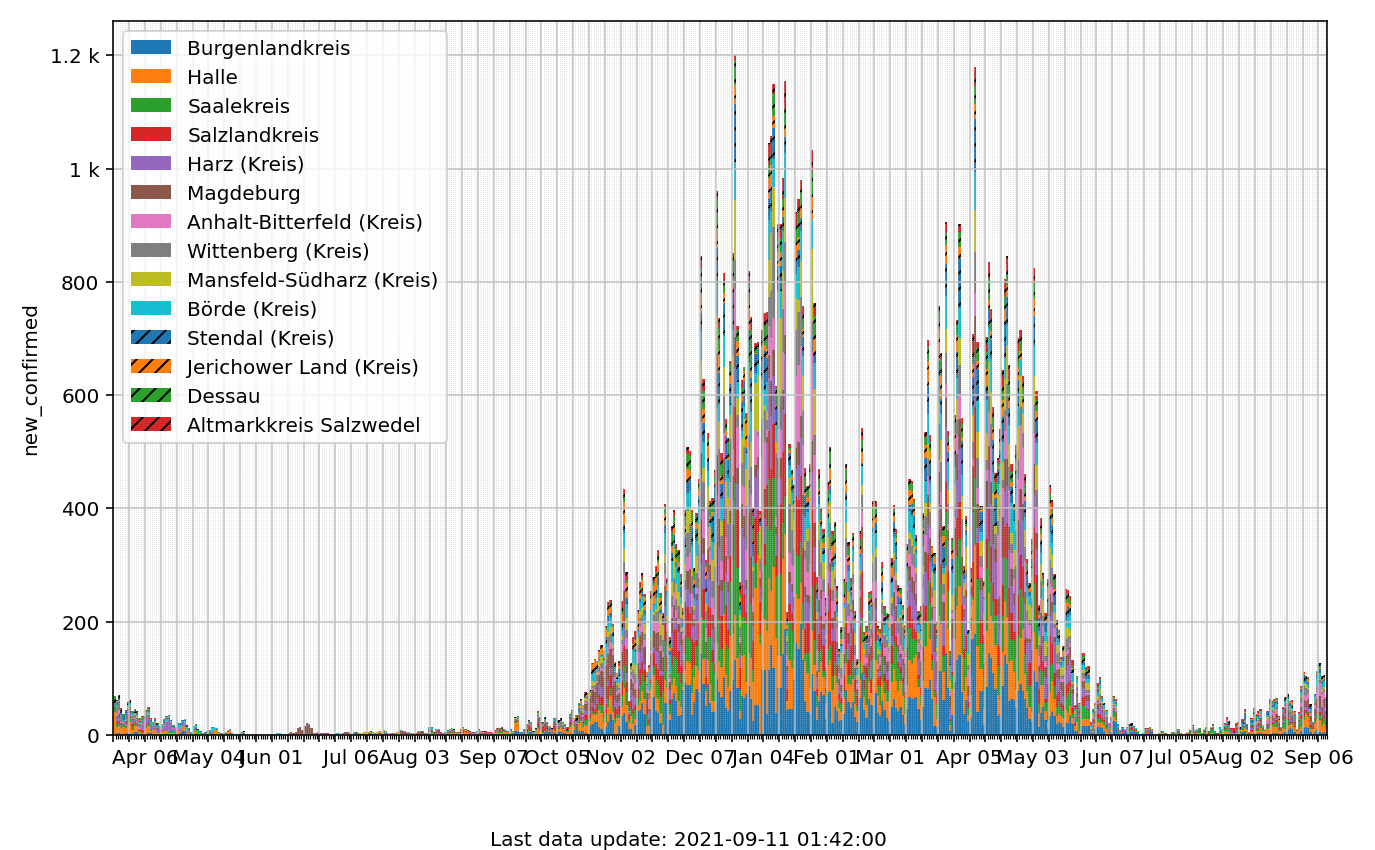 new_confirmed
1.2 k
1 k
800
600
400
200
0
Burgenlandkreis
Halle
Saalekreis
Salzlandkreis
Harz (Kreis)
Magdeburg
Anhalt-Bitterfeld (Kreis)
Wittenberg (Kreis)
Mansfeld-Südharz (Kreis)
Börde (Kreis)
Stendal (Kreis)
Jerichower Land (Kreis)
Dessau
Altmarkkreis Salzwedel
Apr 06 May 04 Jun 01 Jul 06 Aug 03 Sep 07 Oct 05 Nov 02 Dec 07 Jan 04 Feb 01 Mar 01 Apr 05 May 03 Jun 07 Jul 05 Aug 02 Sep 06
Last data update: 2021-09-11 01:42:00